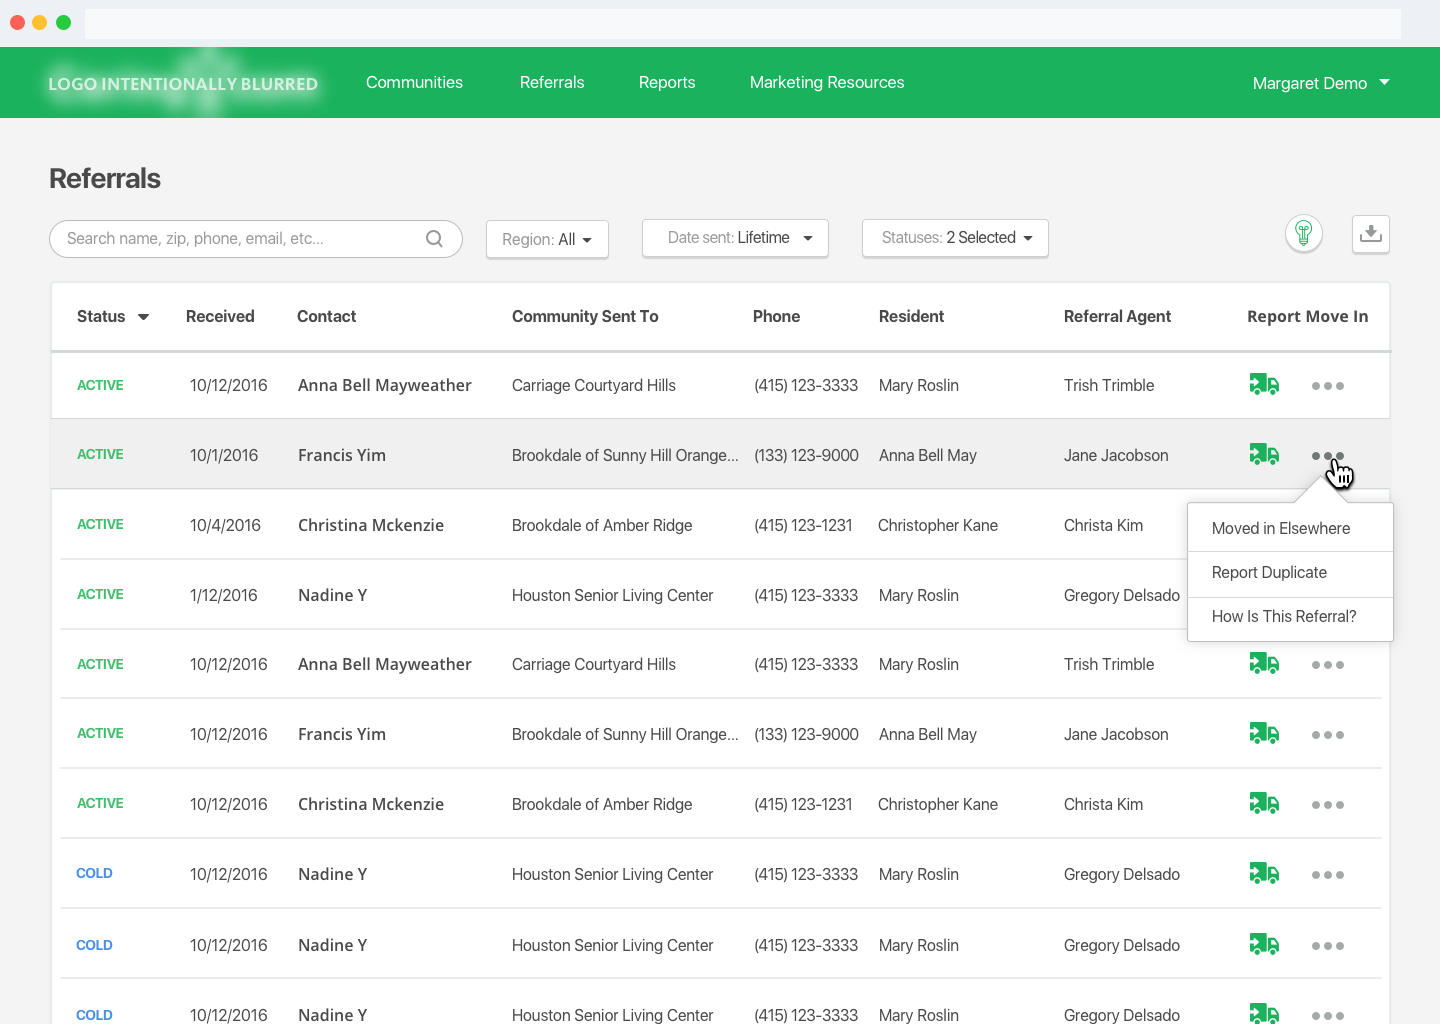 LOGO INTENTIONALLY BLURRED Communities Referrals Reports Marketing Resources Margaret Demo
Referrals
Search name, zip, phone, email, etc... Region: All Date sent: Lifetime Statuses: 2 Selected
Status Received Contact Community Sent To Phone Resident Referral Agent Report Move In
ACTIVE 10/12/2016 Anna Bell Mayweather Carriage Courtyard Hills (415) 123-3333 Mary Roslin Trish Trimble
ACTIVE 10/1/2016 Francis Yim Brookdale of Sunny Hill Orange... (133) 123-9000 Anna Bell May Jane Jacobson
ACTIVE 10/4/2016 Christina Mckenzie Brookdale of Amber Ridge (415) 123-1231 Christopher Kane Christa Kim
Moved in Elsewhere
Report Duplicate
ACTIVE 1/12/2016 Nadine Y Houston Senior Living Center (415) 123-3333 Mary Roslin Gregory Delsado
How Is This Referral?
ACTIVE 10/12/2016 Anna Bell Mayweather Carriage Courtyard Hills (415) 123-3333 Mary Roslin Trish Trimble
ACTIVE 10/12/2016 Francis Yim Brookdale of Sunny Hill Orange... (133) 123-9000 Anna Bell May Jane Jacobson
ACTIVE 10/12/2016 Christina Mckenzie Brookdale of Amber Ridge (415) 123-1231 Christopher Kane Christa Kim
COLD 10/12/2016 Nadine Y Houston Senior Living Center (415) 123-3333 Mary Roslin Gregory Delsado
COLD 10/12/2016 Nadine Y Houston Senior Living Center (415) 123-3333 Mary Roslin Gregory Delsado
COLD 10/12/2016 Nadine Y Houston Senior Living Center (415) 123-3333 Mary Roslin Gregory Delsado